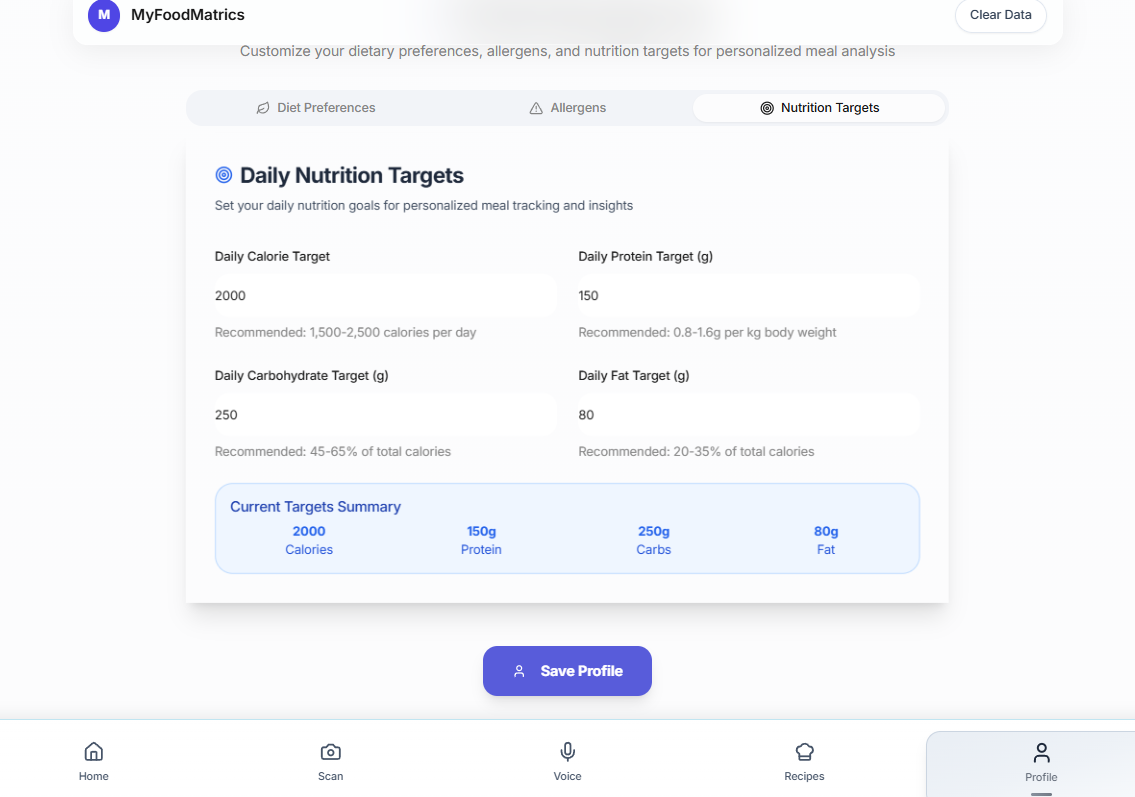 M MyFoodMatrics Clear Data
Customize your dietary preferences, allergens, and nutrition targets for personalized meal analysis
Diet Preferences Allergens Nutrition Targets
Daily Nutrition Targets
Set your daily nutrition goals for personalized meal tracking and insights
Daily Calorie Target Daily Protein Target (g)
2000 150
Recommended: 1,500-2,500 calories per day Recommended: 0.8-1.6g per kg body weight
Daily Carbohydrate Target (g) Daily Fat Target (g)
250 80
Recommended: 45-65% of total calories Recommended: 20-35% of total calories
Current Targets Summary
2000 150g 250g 80g
Calories Protein Carbs Fat
Save Profile
Home Scan Voice Recipes Profile